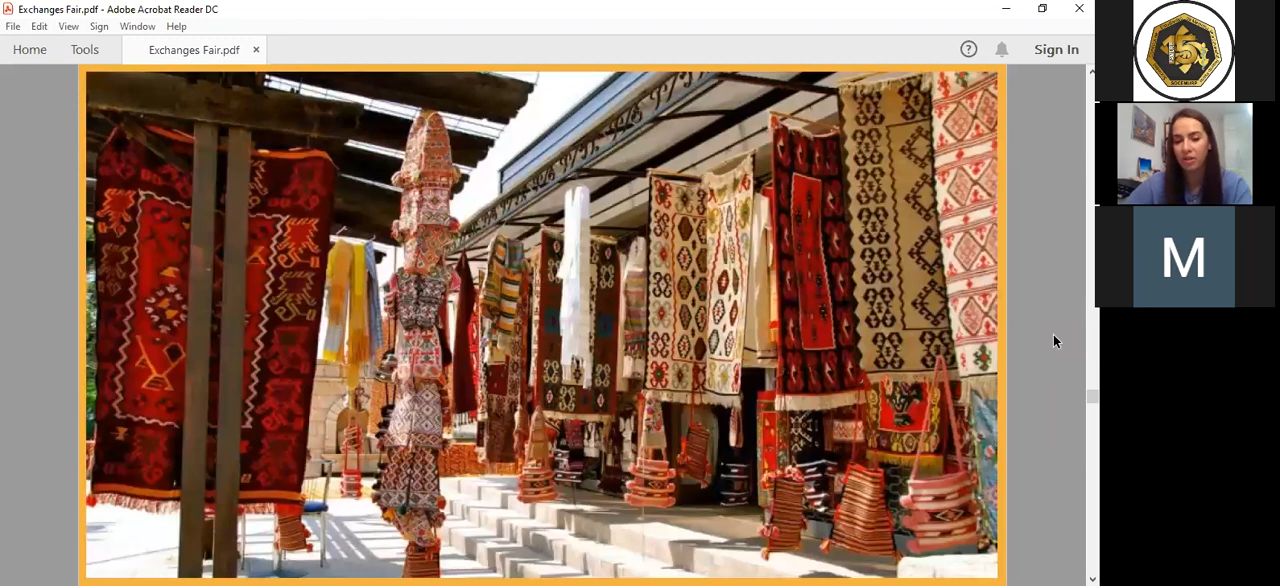 Exchanges Fair.pdf - Adobe Acrobat Reader DC
File Edit View Sign Window Help
Home Tools Exchanges Fair.pdf × Sign In
15
M